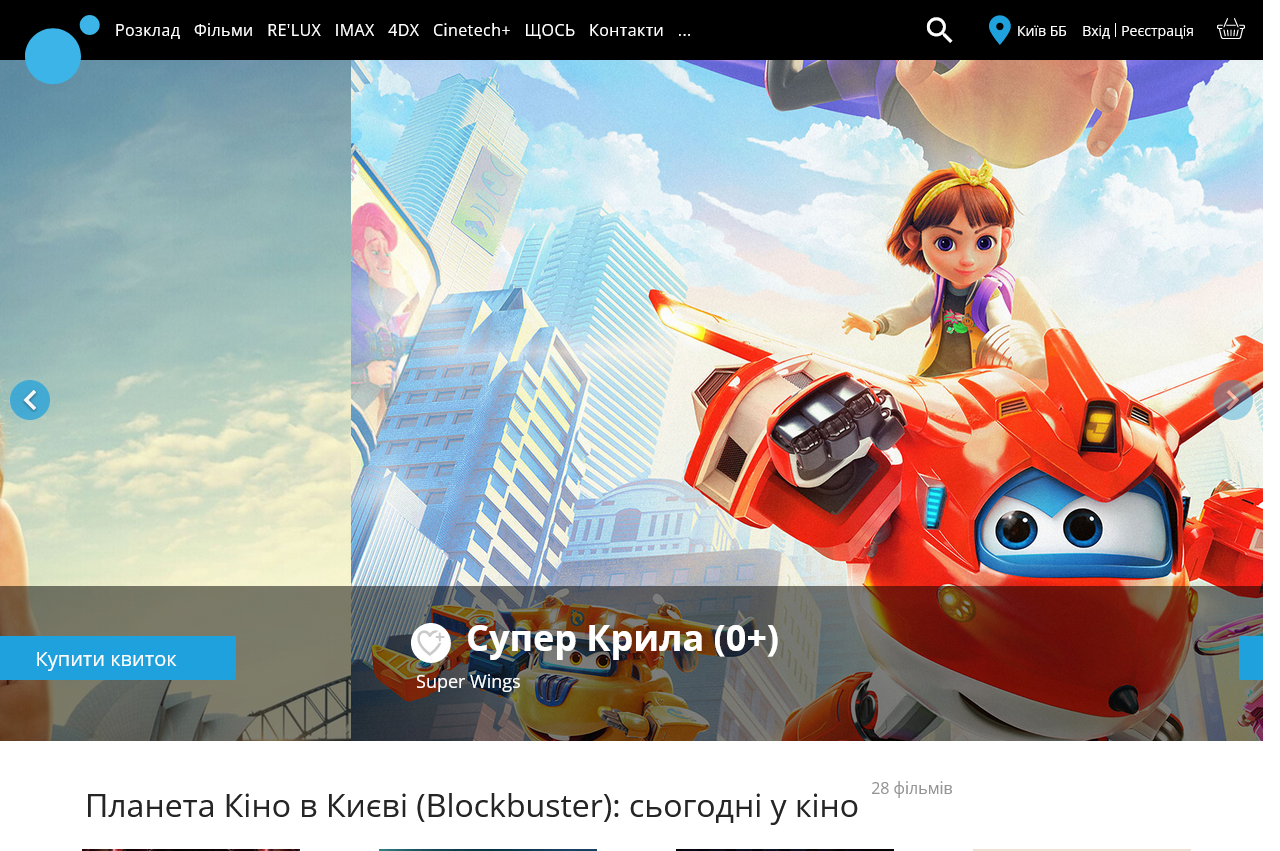 Розклад Фільми RE'LUX IMAX 4DX Cinetech+ ЩОСЬ Контакти ... Київ ББ Вхід | Реєстрація
Супер Крила (0+)
Купити квиток
Super Wings
Планета Кіно в Києві (Blockbuster): сьогодні у кіно 28 фільмів